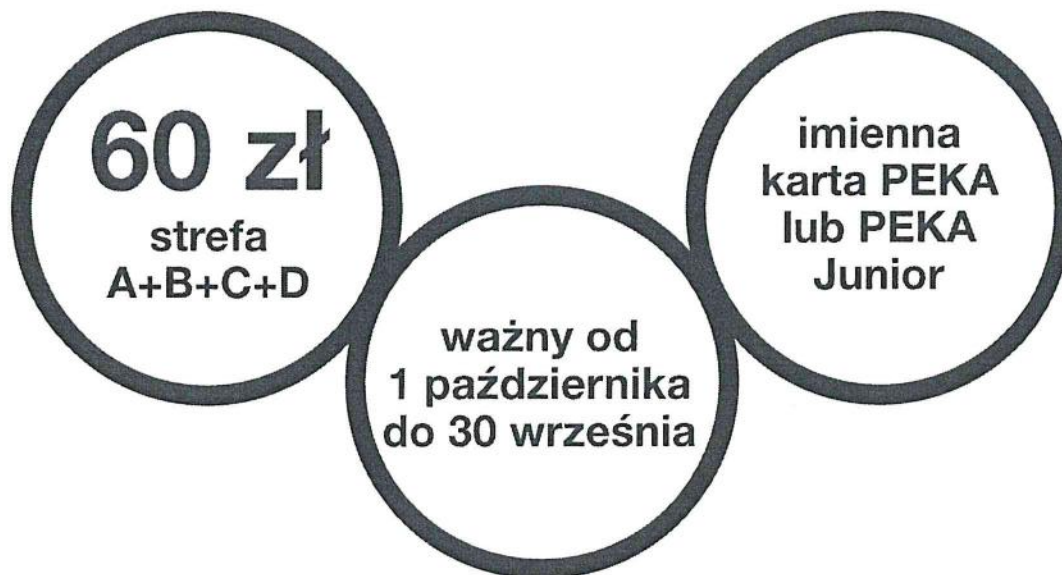 60 zł
strefa
A+B+C+D
ważny od
1 października
do 30 września
imienna
karta PEKA
lub PEKA
Junior